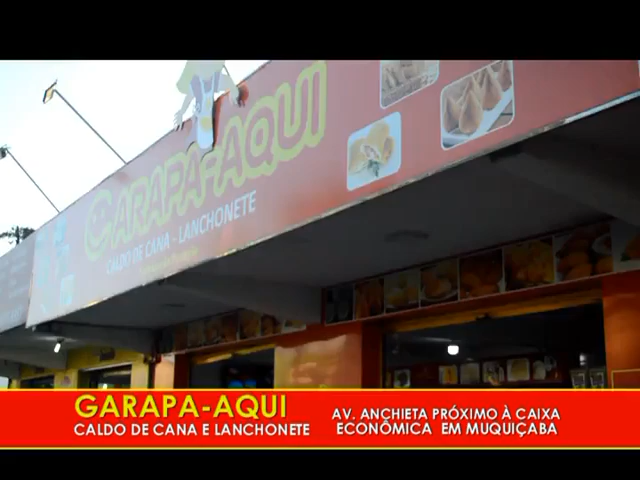 GARAPA-AQUI
CALDO DE CANA - LANCHONETE
GARAPA-AQUI
CALDO DE CANA E LANCHONETE
AV. ANCHIETA PRÓXIMO À CAIXA
ECONÔMICA EM MUQUIÇABA